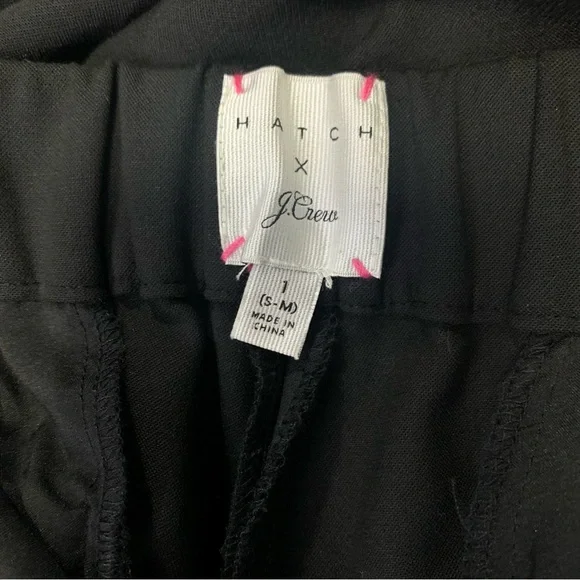 HATCH
X
J.Crew
1
(S-M)
MADE IN
CHINA